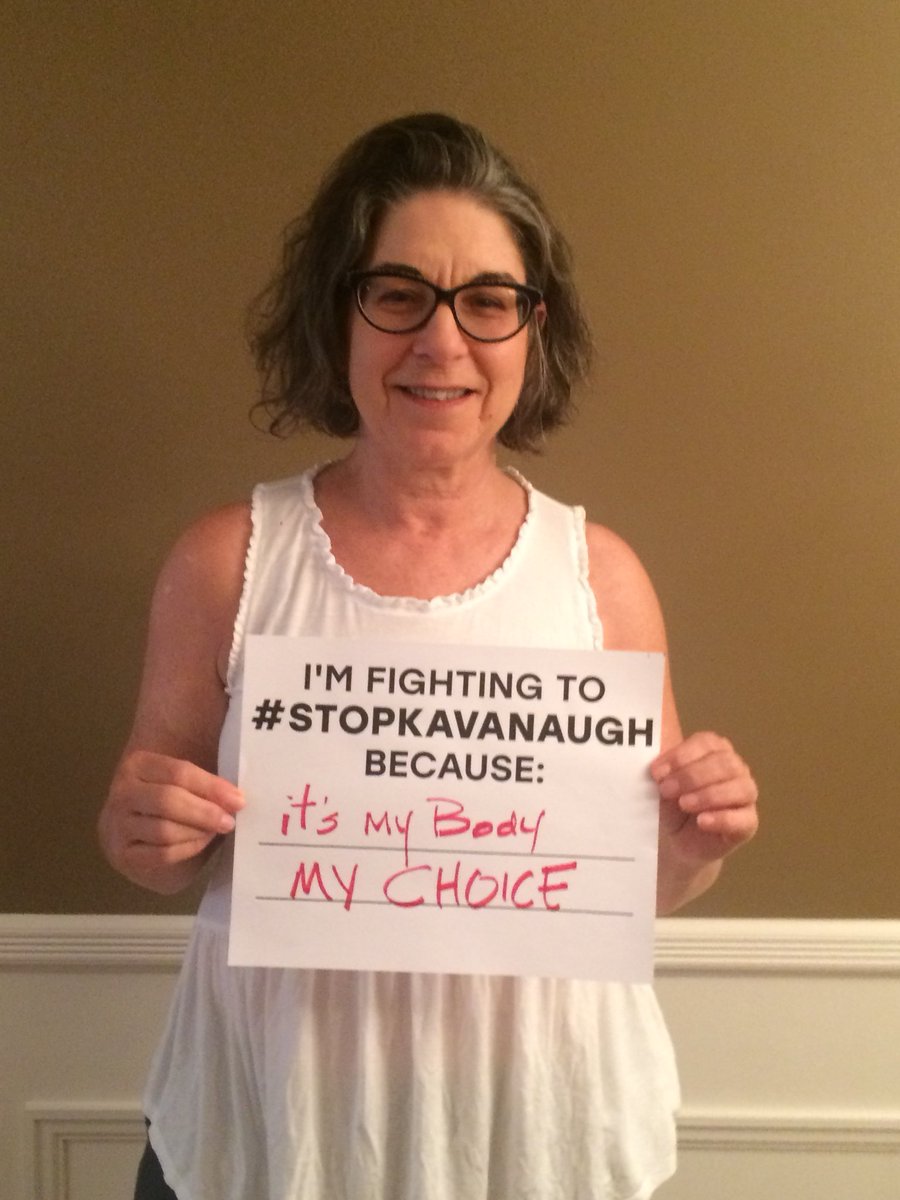 I'M FIGHTING TO
#STOPKAVANAUGH
BECAUSE:
it's My Body
MY CHOICE